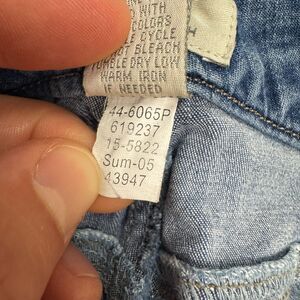 WITH
COLORS
CYCLE
NOT BLEACH
TUMBLE DRY LOW
WARM IRON
IF NEEDED
44-6065P
619237
15-5822
Sum-05
43947